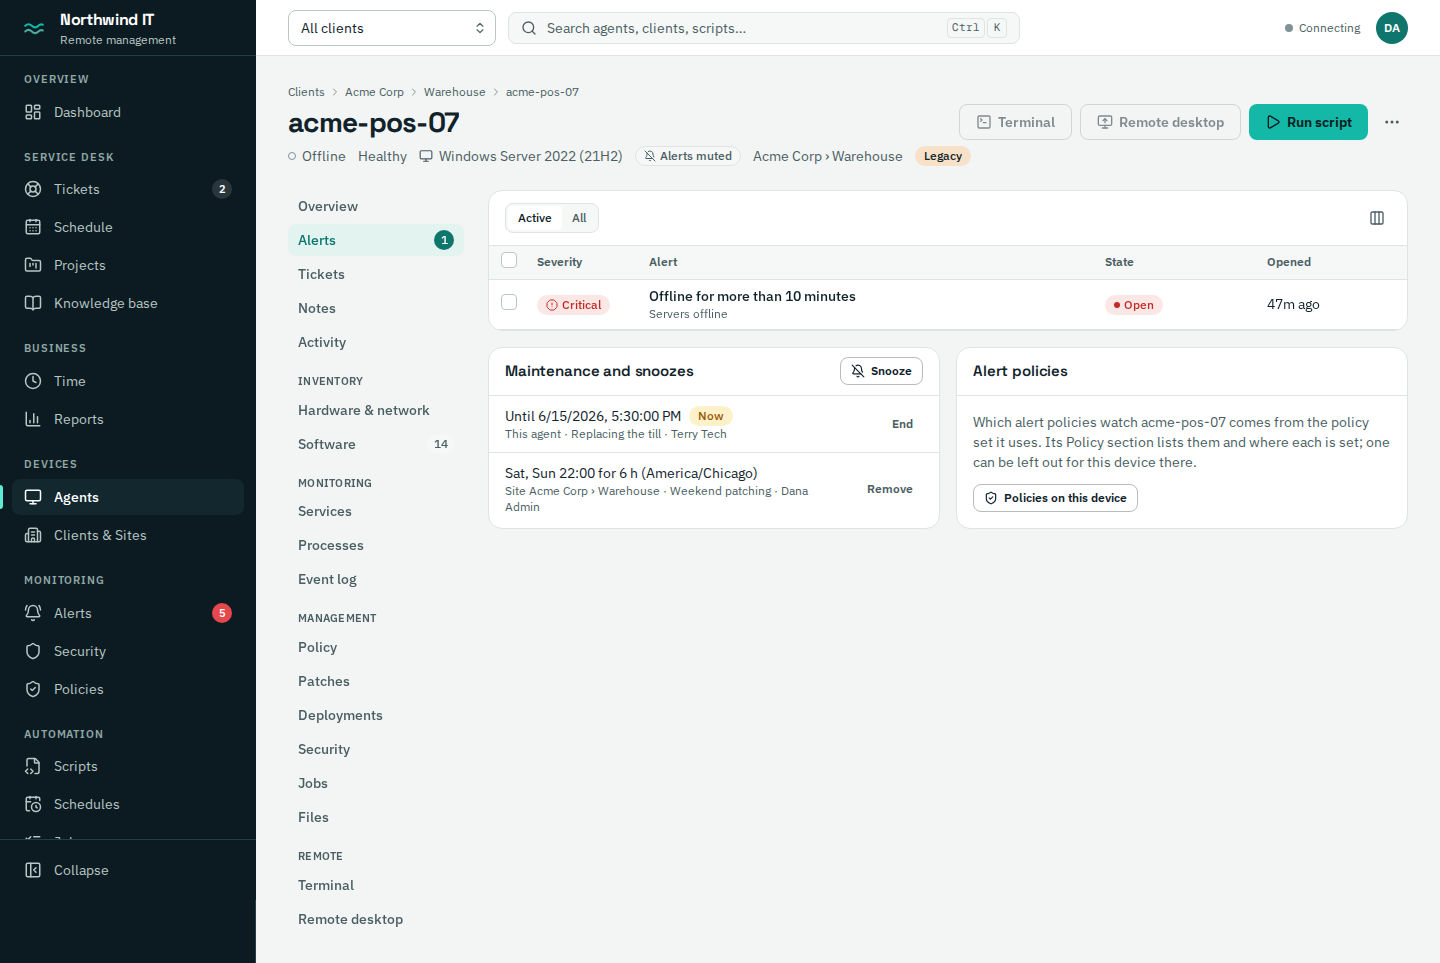 Northwind IT
Remote management
All clients
Search agents, clients, scripts...
Ctrl K
Connecting
DA
OVERVIEW
Dashboard
SERVICE DESK
Tickets 2
Schedule
Projects
Knowledge base
BUSINESS
Time
Reports
DEVICES
Agents
Clients & Sites
MONITORING
Alerts 5
Security
Policies
AUTOMATION
Scripts
Schedules
Collapse
Clients > Acme Corp > Warehouse > acme-pos-07
acme-pos-07
Terminal
Remote desktop
Run script
Offline Healthy Windows Server 2022 (21H2) Alerts muted Acme Corp › Warehouse Legacy
Overview
Alerts 1
Tickets
Notes
Activity
INVENTORY
Hardware & network
Software 14
MONITORING
Services
Processes
Event log
MANAGEMENT
Policy
Patches
Deployments
Security
Jobs
Files
REMOTE
Terminal
Remote desktop
Active All
Severity Alert State Opened
Critical Offline for more than 10 minutes Open 47m ago
Servers offline
Maintenance and snoozes
Snooze
Until 6/15/2026, 5:30:00 PM Now
This agent · Replacing the till · Terry Tech
End
Sat, Sun 22:00 for 6 h (America/Chicago)
Site Acme Corp › Warehouse · Weekend patching · Dana
Admin
Remove
Alert policies
Which alert policies watch acme-pos-07 comes from the policy
set it uses. Its Policy section lists them and where each is set; one
can be left out for this device there.
Policies on this device